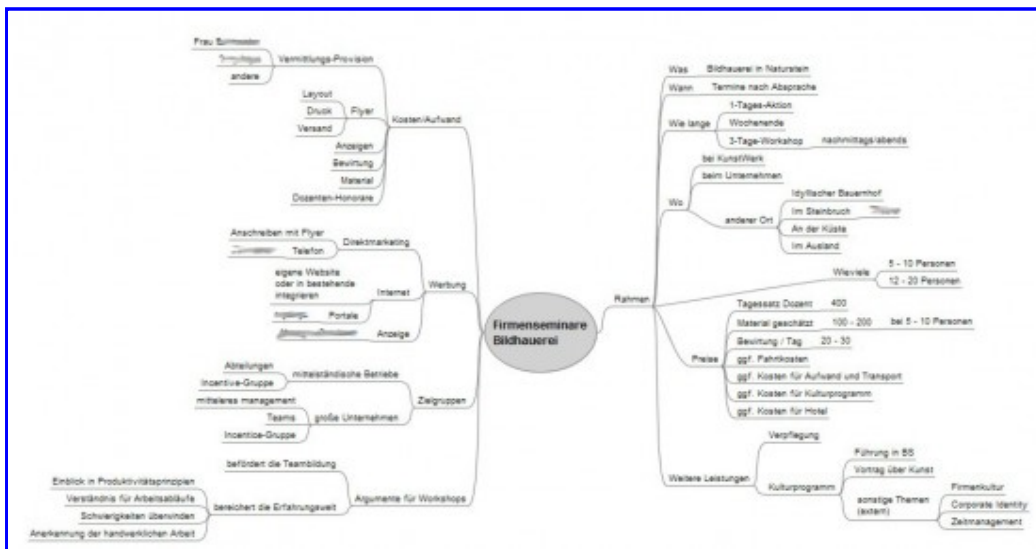 Frau
Vermittlungs-Provision
andere
Layout
Druck
Flyer
Versand
Kosten/Aufwand
Anzeigen
Bewirtung
Material
Dozenten-Honorare
Anschreiben mit Flyer
Direktmarketing
Telefon
eigene Website
oder in bestehende
integrieren
Internet
Werbung
Portale
Anzeige
Firmenseminare
Bildhauerei
Abteilungen
mittelständische Betriebe
Incentive-Gruppe
Zielgruppen
mittleres management
Teams
große Unternehmen
Incentice-Gruppe
befördert die Teambildung
Argumente für Workshops
Einblick in Produktivitätsprinzipien
Verständnis für Arbeitsabläufe
bereichert die Erfahrungswelt
Schwierigkeiten überwinden
Anerkennung der handwerklichen Arbeit
Rahmen
Was Bildhauerei in Naturstein
Wann Termine nach Absprache
1-Tages-Aktion
Wie lange Wochenende
3-Tage-Workshop nachmittags/abends
bei KunstWerk
beim Unternehmen
Wo
Idyllischer Bauernhof
anderer Ort Im Steinbruch
An der Küste
Im Ausland
Wieviele 5 - 10 Personen
12 - 20 Personen
Tagessatz Dozent 400
Material geschätzt 100 - 200 bei 5 - 10 Personen
Bewirtung / Tag 20 - 30
Preise
ggf. Fahrtkosten
ggf. Kosten für Aufwand und Transport
ggf. Kosten für Kulturprogramm
ggf. Kosten für Hotel
Verpflegung
Weitere Leistungen
Führung in BS
Vortrag über Kunst
Kulturprogramm
sonstige Themen
(extern)
Firmenkultur
Corporate Identity
Zeitmanagement